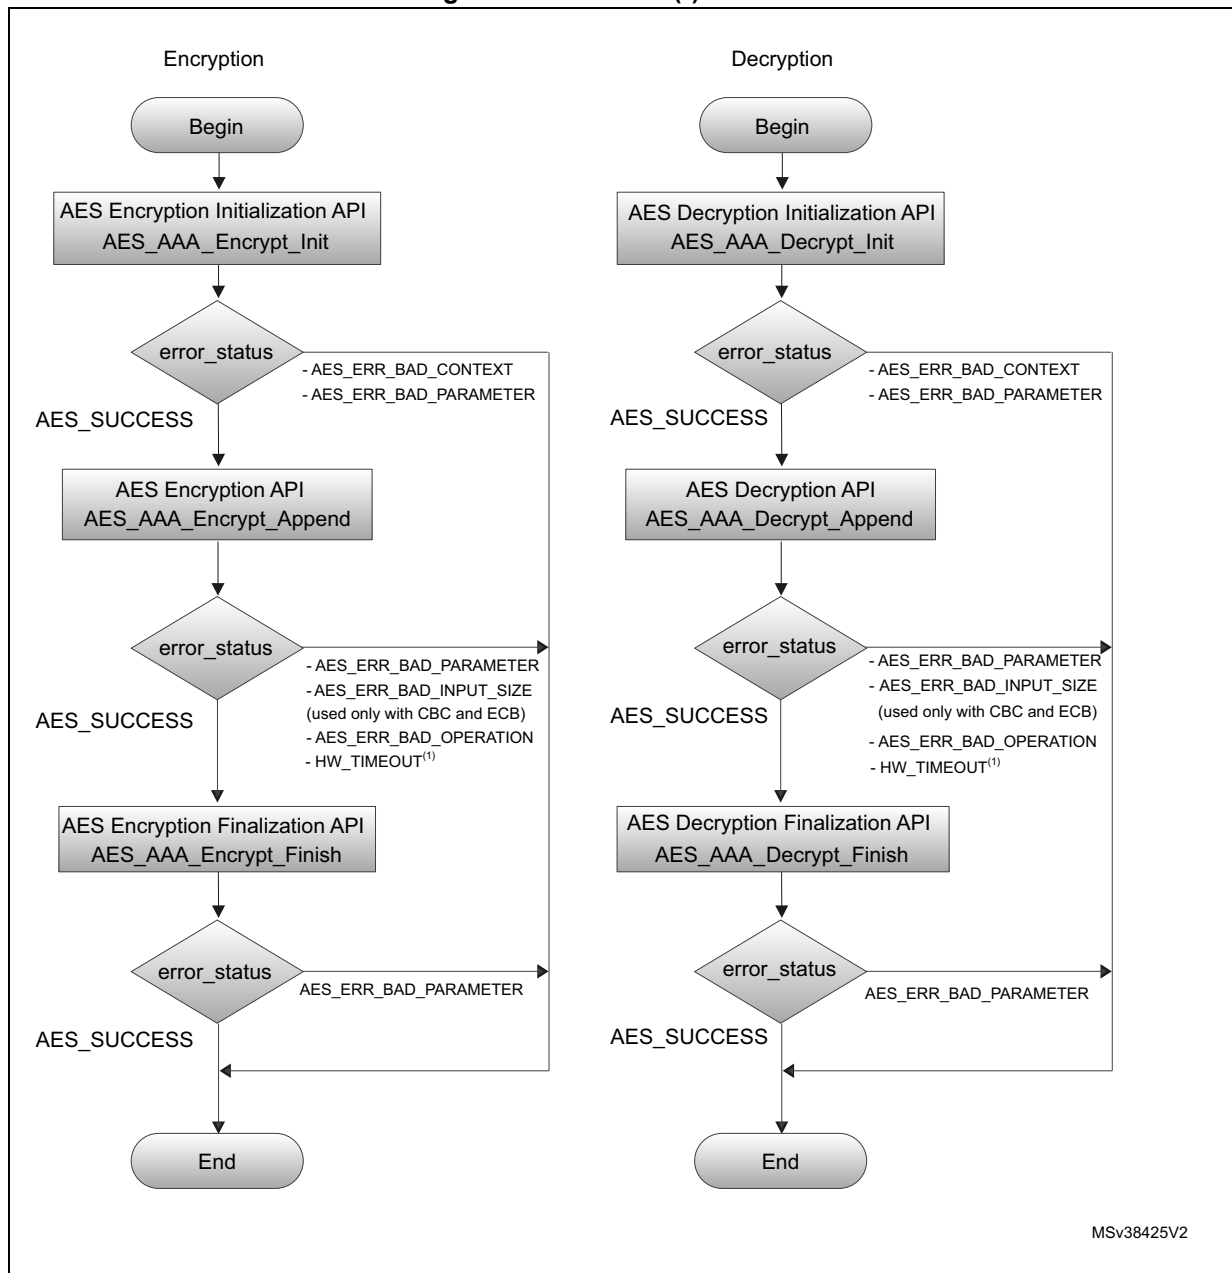 Encryption
Begin
AES Encryption Initialization API
AES_AAA_Encrypt_Init
error_status
- AES_ERR_BAD_CONTEXT
- AES_ERR_BAD_PARAMETER
AES_SUCCESS
AES Encryption API
AES_AAA_Encrypt_Append
error_status
- AES_ERR_BAD_PARAMETER
- AES_ERR_BAD_INPUT_SIZE
(used only with CBC and ECB)
- AES_ERR_BAD_OPERATION
- HW_TIMEOUT(1)
AES_SUCCESS
AES Encryption Finalization API
AES_AAA_Encrypt_Finish
error_status
AES_ERR_BAD_PARAMETER
AES_SUCCESS
End
Decryption
Begin
AES Decryption Initialization API
AES_AAA_Decrypt_Init
error_status
- AES_ERR_BAD_CONTEXT
- AES_ERR_BAD_PARAMETER
AES_SUCCESS
AES Decryption API
AES_AAA_Decrypt_Append
error_status
- AES_ERR_BAD_PARAMETER
- AES_ERR_BAD_INPUT_SIZE
(used only with CBC and ECB)
- AES_ERR_BAD_OPERATION
- HW_TIMEOUT(1)
AES_SUCCESS
AES Decryption Finalization API
AES_AAA_Decrypt_Finish
error_status
AES_ERR_BAD_PARAMETER
AES_SUCCESS
End
MSv38425V2